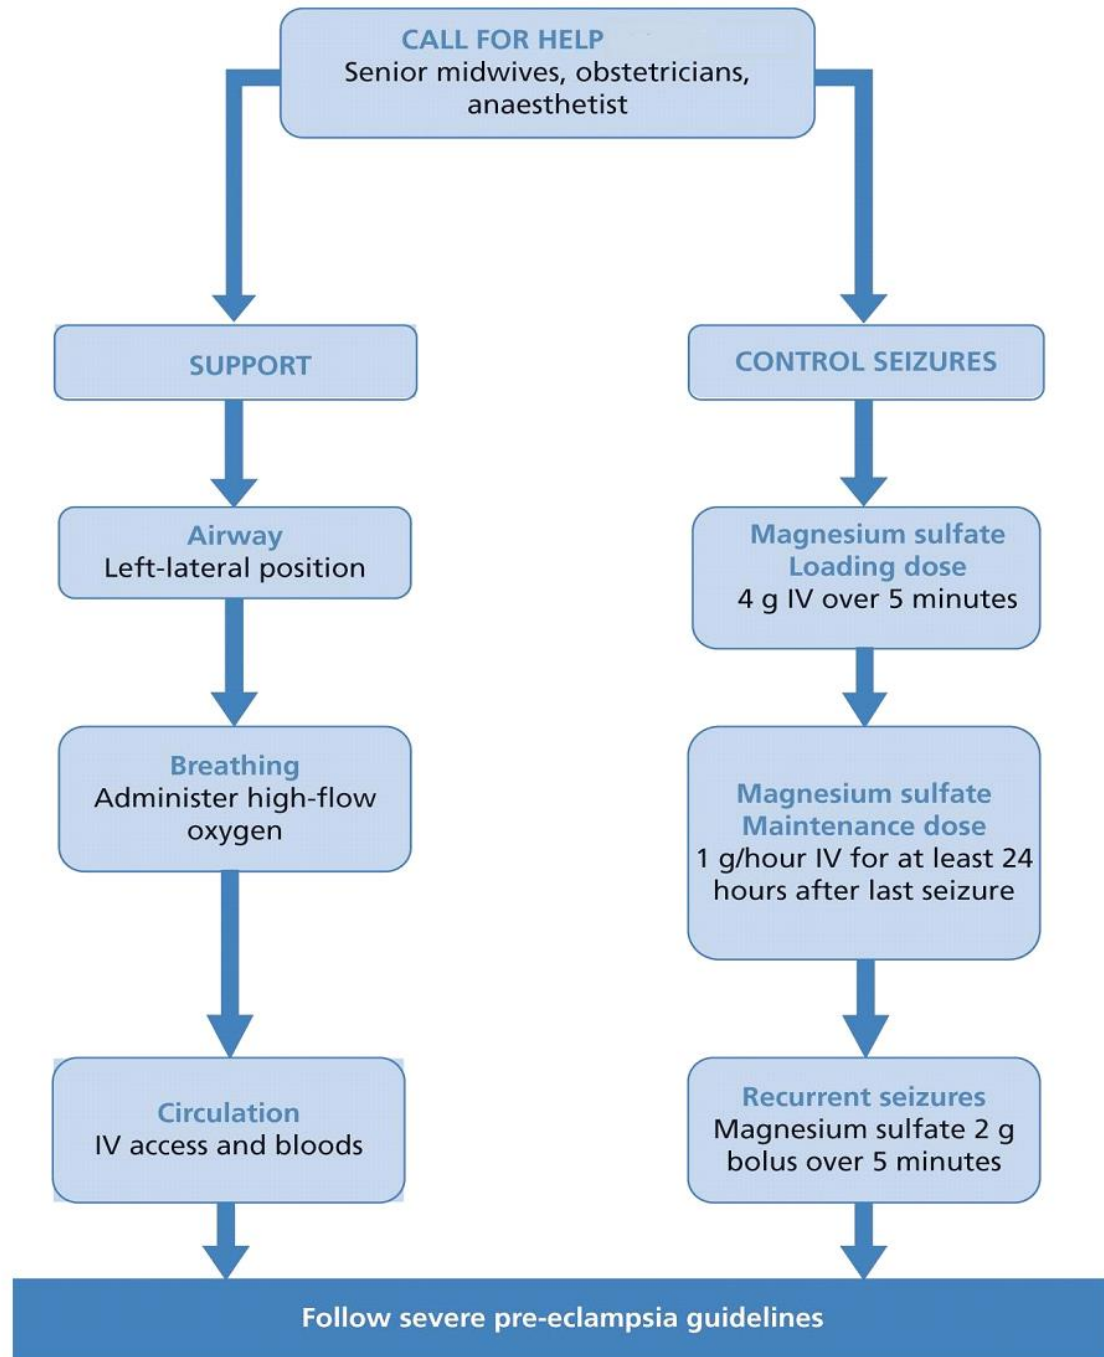 CALL FOR HELP
Senior midwives, obstetricians,
anaesthetist
SUPPORT
Airway
Left-lateral position
Breathing
Administer high-flow
oxygen
Circulation
IV access and bloods
CONTROL SEIZURES
Magnesium sulfate
Loading dose
4 g IV over 5 minutes
Magnesium sulfate
Maintenance dose
1 g/hour IV for at least 24
hours after last seizure
Recurrent seizures
Magnesium sulfate 2 g
bolus over 5 minutes
Follow severe pre-eclampsia guidelines